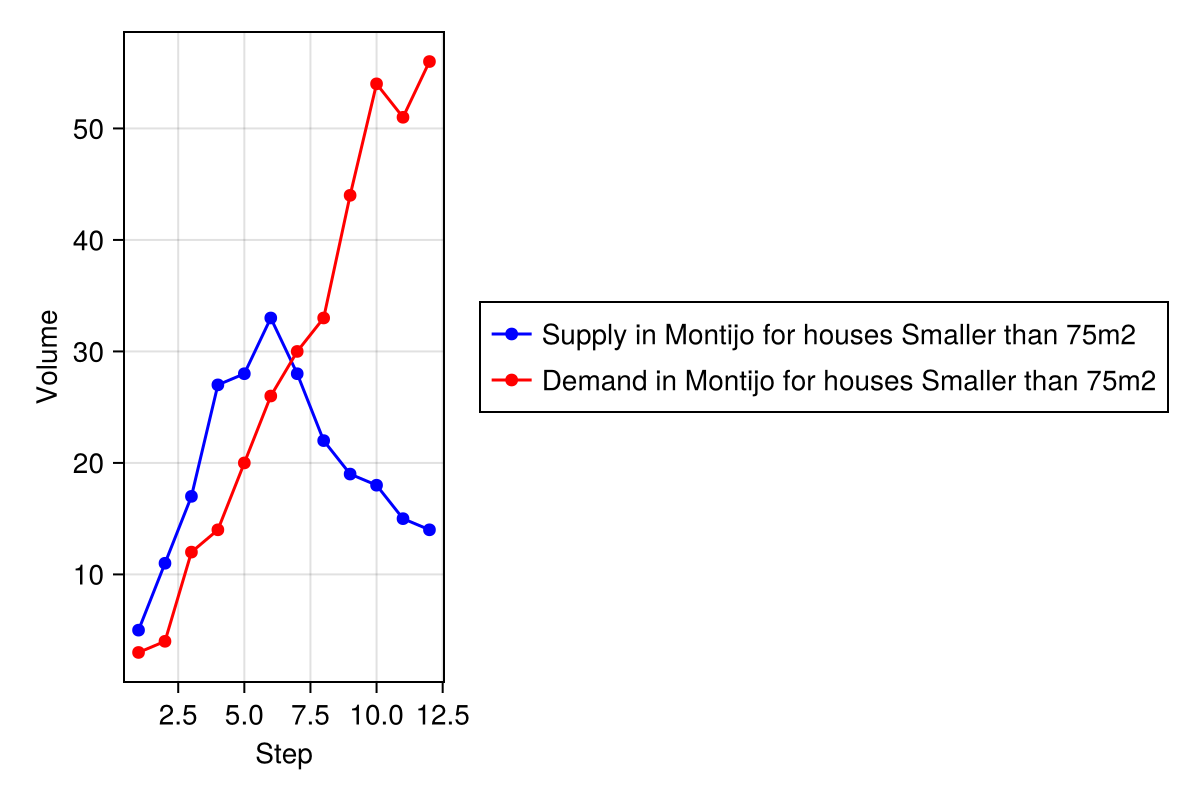 Volume
50
40
30
20
10
2.5 5.0 7.5 10.0 12.5
Step
Supply in Montijo for houses Smaller than 75m2
Demand in Montijo for houses Smaller than 75m2